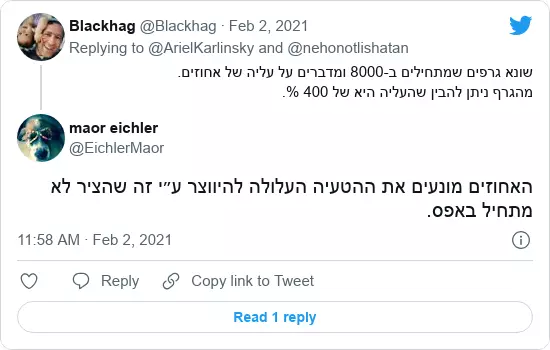 Blackhag @Blackhag · Feb 2, 2021
Replying to @ArielKarlinsky and @nehonotlishatan
שונא גרפים שמתחילים ב-8000 ומדברים על עליה של אחוזים.
מהגרף ניתן להבין שהעליה היא של 400 %.
maor eichler
@EichlerMaor
האחוזים מונעים את ההטעיה העלולה להיווצר ע״י זה שהציר לא
מתחיל באפס.
11:58 AM · Feb 2, 2021
Reply Copy link to Tweet
Read 1 reply